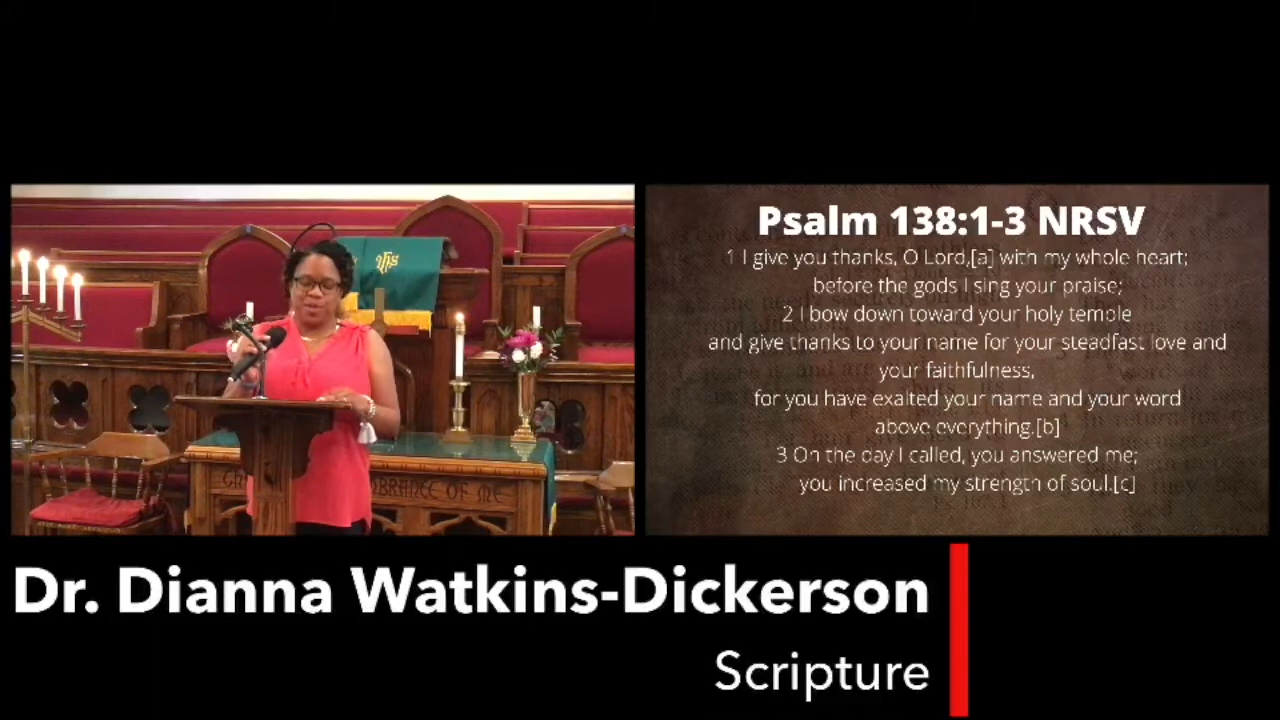 Psalm 138:1-3 NRSV
1 I give you thanks, O Lord,[a] with my whole heart;
before the gods I sing your praise;
2 I bow down toward your holy temple
and give thanks to your name for your steadfast love and
your faithfulness,
for you have exalted your name and your word
above everything.[b]
3 On the day I called, you answered me;
you increased my strength of soul.[c]
OF ME
Dr. Dianna Watkins-Dickerson
Scripture